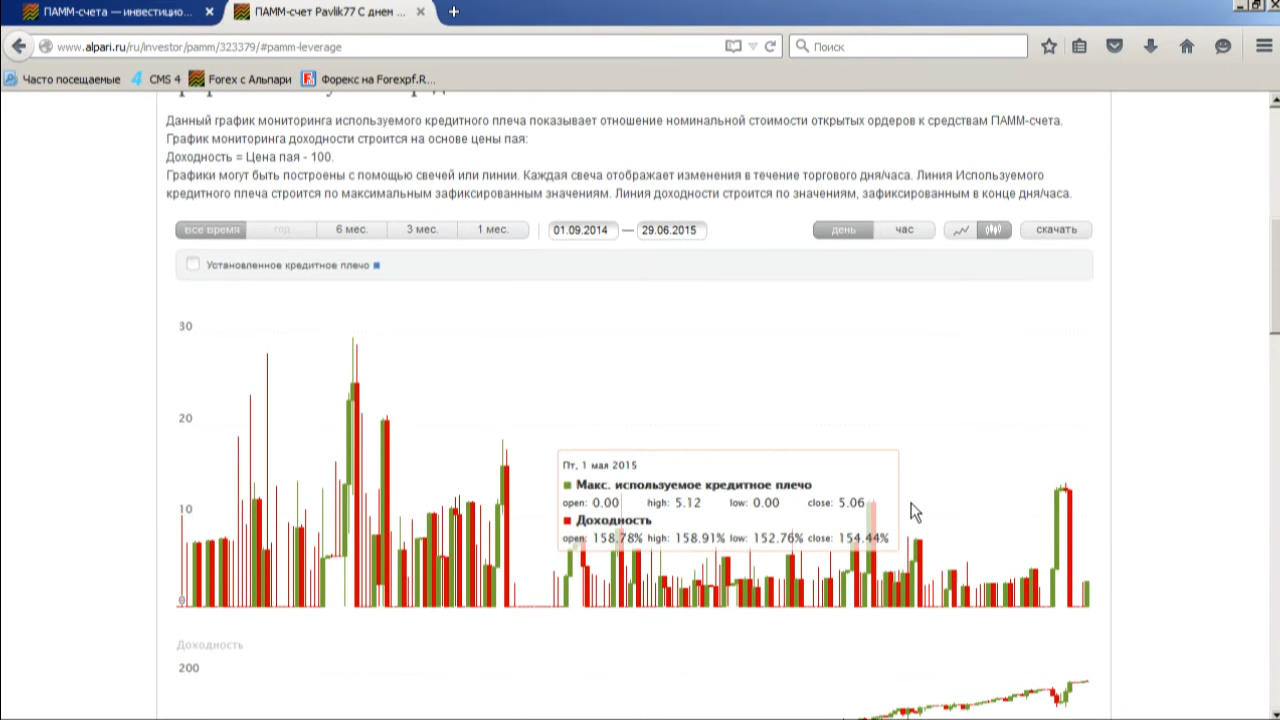 ПАММ-счета — инвестицио...
ПАММ-счет Pavlik77 С днем ...
www.alpari.ru/ru/investor/pamm/323379/#pamm-leverage
Поиск
Часто посещаемые
CMS 4
Forex с Альпари
Форекс на Forexpf.R...
Данный график мониторинга используемого кредитного плеча показывает отношение номинальной стоимости открытых ордеров к средствам ПАММ-счета.
График мониторинга доходности строится на основе цены пая:
Доходность = Цена пая - 100.
Графики могут быть построены с помощью свечей или линии. Каждая свеча отображает изменения в течение торгового дня/часа. Линия Используемого
кредитного плеча строится по максимальным зафиксированным значениям. Линия доходности строится по значениям, зафиксированным в конце дня/часа.
все время год 6 мес. 3 мес. 1 мес. 01.09.2014 — 29.06.2015 день час скачать
Установленное кредитное плечо
30
20
10
0
Пт, 1 мая 2015
Макс. используемое кредитное плечо
open: 0.00 high: 5.12 low: 0.00 close: 5.06
Доходность
open: 158.78% high: 158.91% low: 152.76% close: 154.44%
Доходность
200